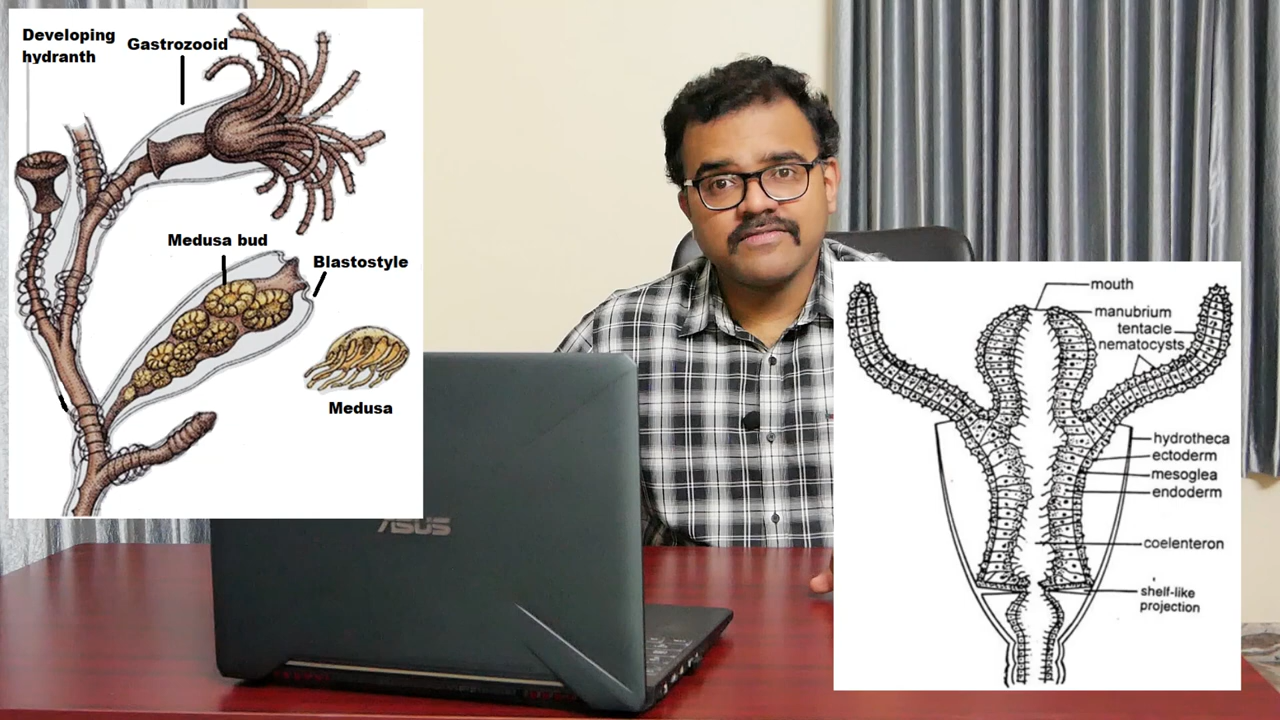 Developing
hydranth
Gastrozooid
Medusa bud
Blastostyle
Medusa
ASUS
mouth
manubrium
tentacle
nematocysts
hydrotheca
ectoderm
mesoglea
endoderm
coelenteron
shelf-like
projection